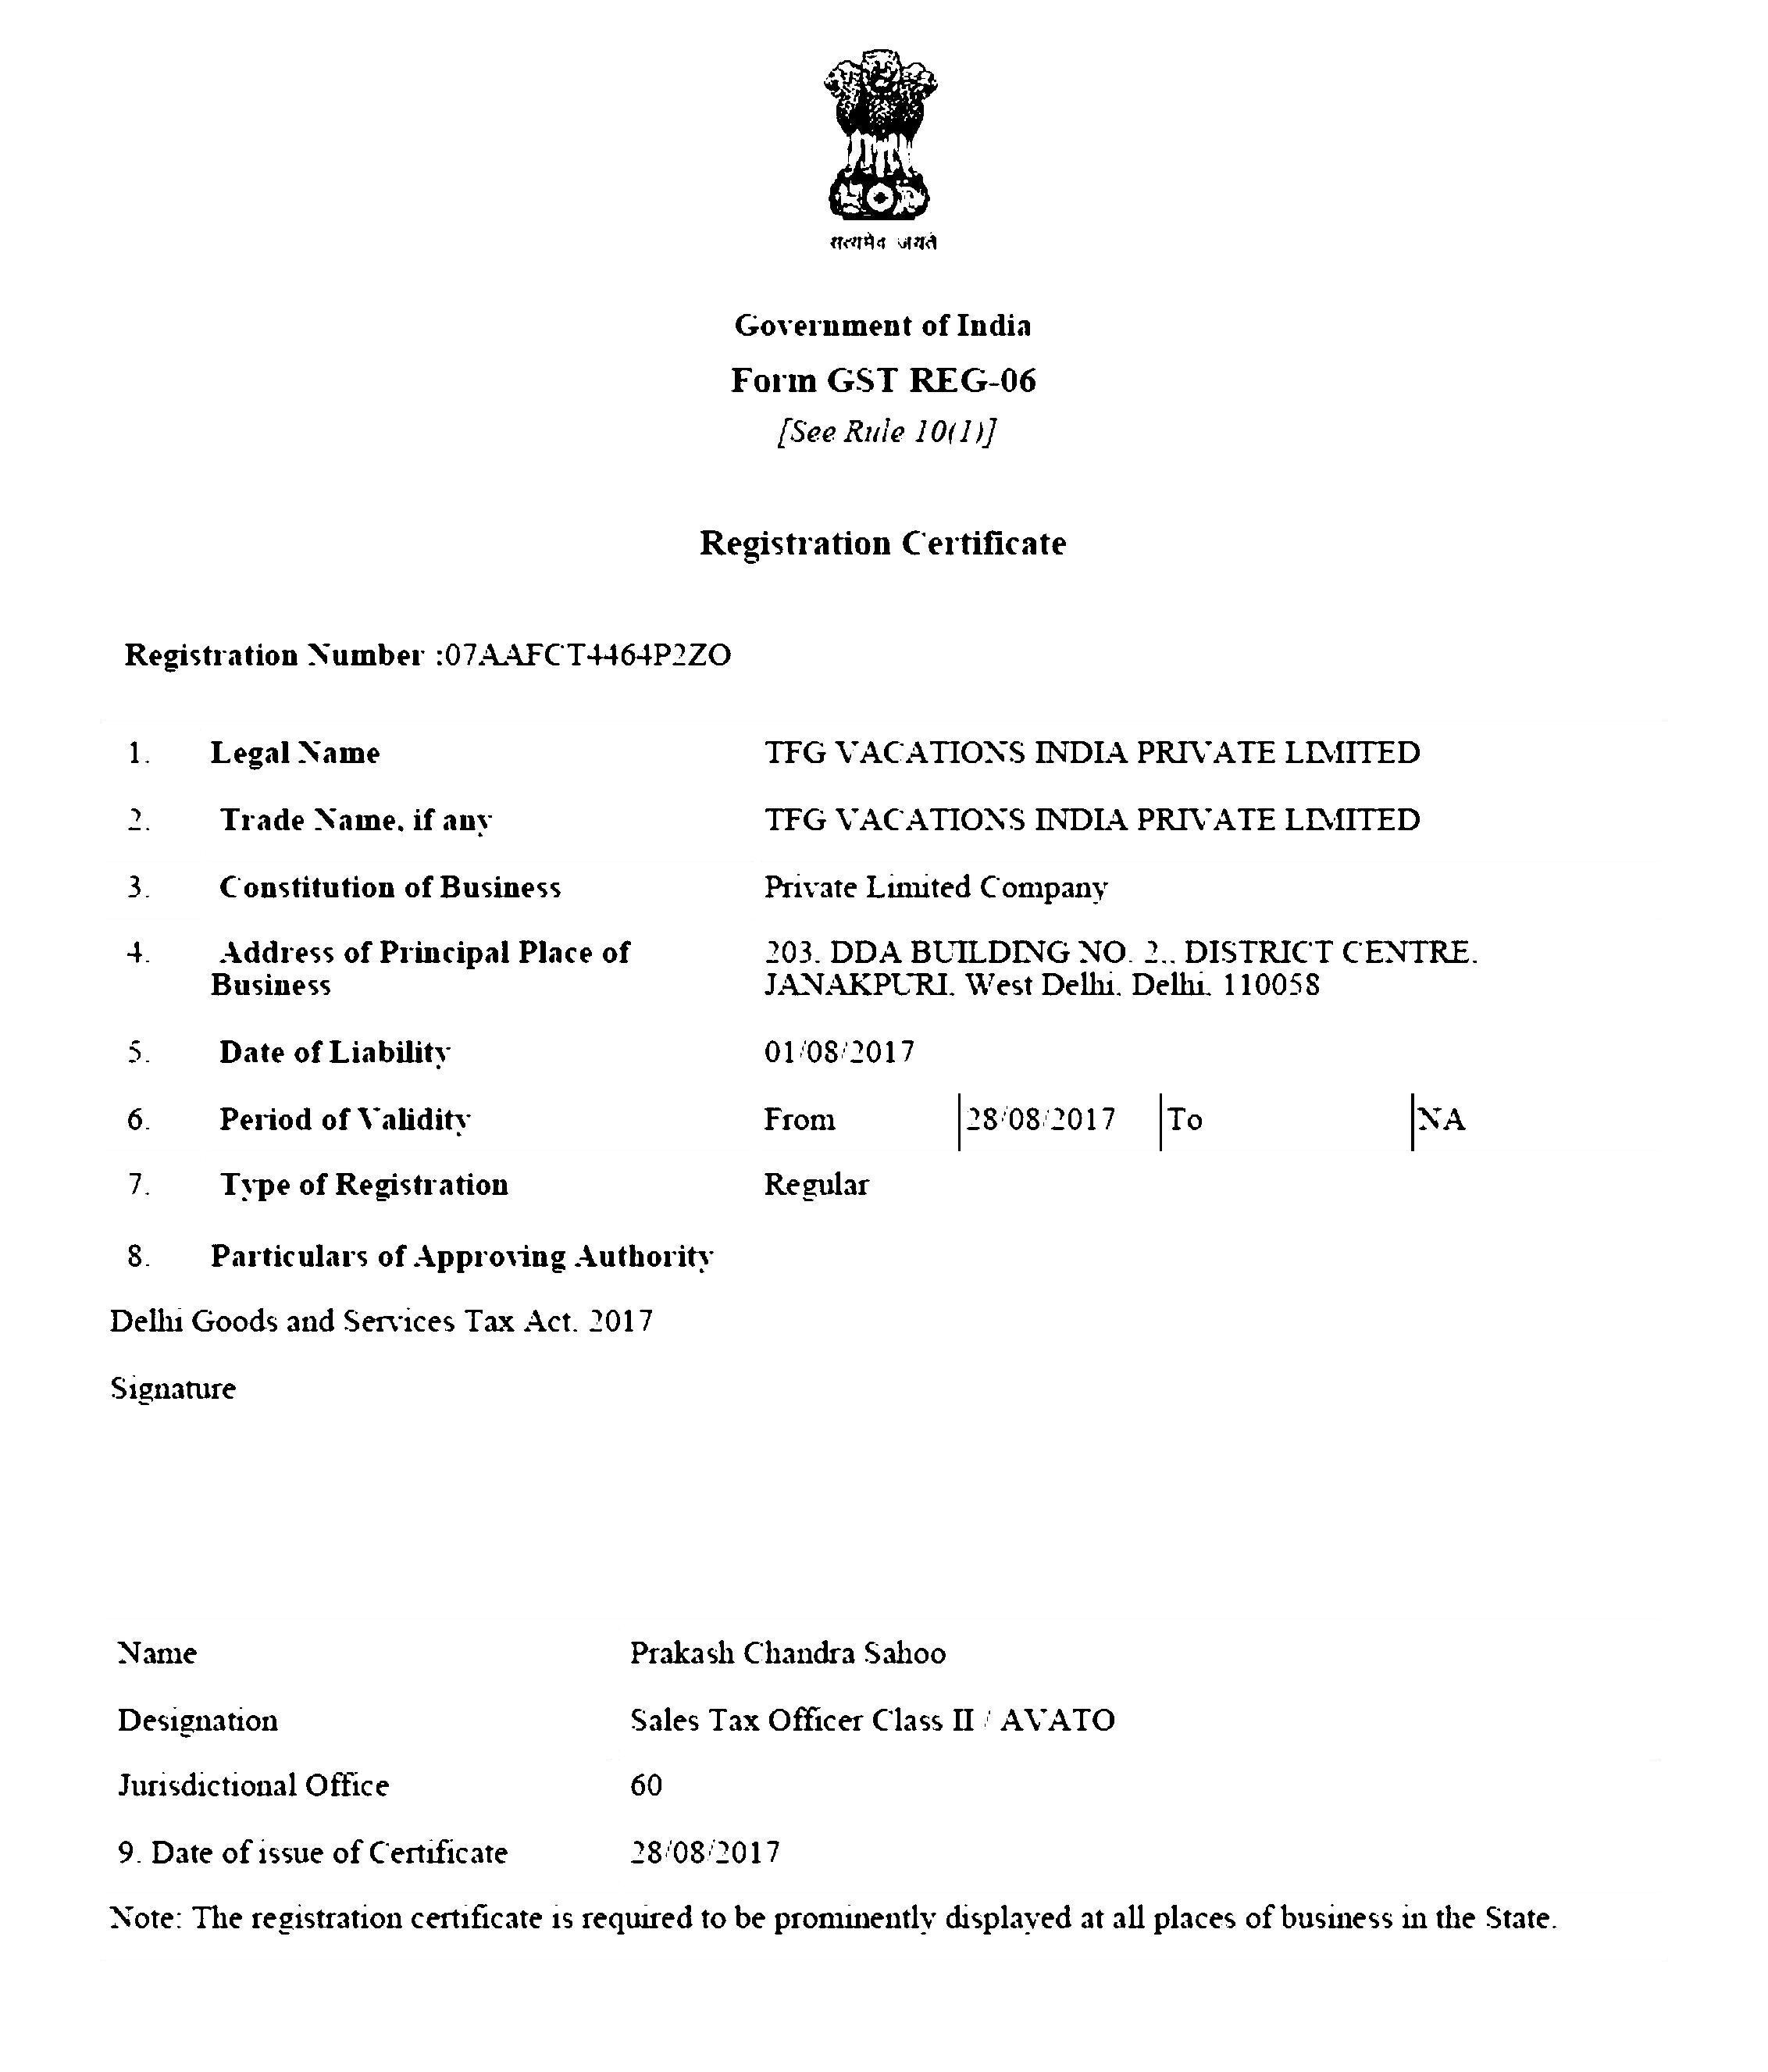 सत्यमेव जयते
Government of India
Form GST REG-06
[See Rule 10(1)]
Registration Certificate
Registration Number :07AAFCT4464P2ZO
1. Legal Name TFG VACATIONS INDIA PRIVATE LIMITED
2. Trade Name, if any TFG VACATIONS INDIA PRIVATE LIMITED
3. Constitution of Business Private Limited Company
4. Address of Principal Place of 203, DDA BUILDING NO. 2,, DISTRICT CENTRE,
Business JANAKPURI, West Delhi, Delhi, 110058
5. Date of Liability 01/08/2017
6. Period of Validity From 28/08/2017 To NA
7. Type of Registration Regular
8. Particulars of Approving Authority
Delhi Goods and Services Tax Act, 2017
Signature
Name Prakash Chandra Sahoo
Designation Sales Tax Officer Class II / AVATO
Jurisdictional Office 60
9. Date of issue of Certificate 28/08/2017
Note: The registration certificate is required to be prominently displayed at all places of business in the State.